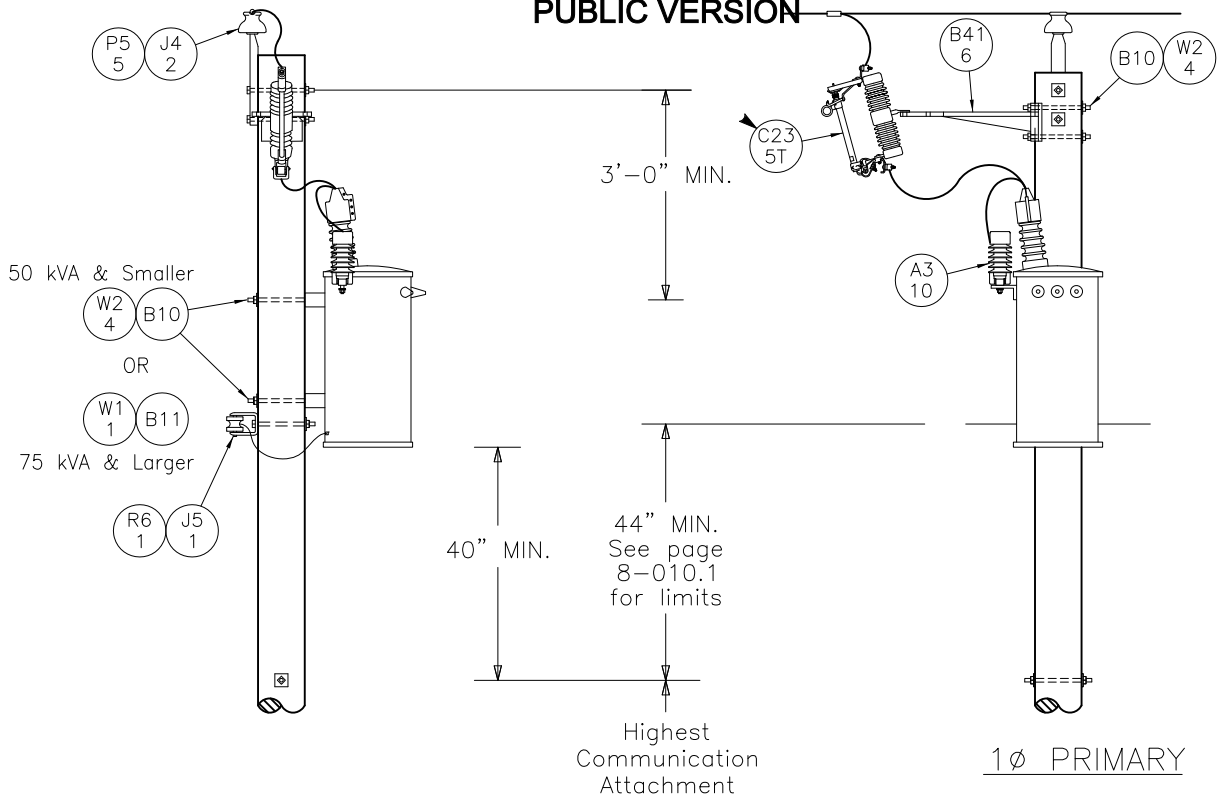 PUBLIC VERSION
P5
5
J4
2
B41
6
B10
W2
4
C23
5T
3'-0" MIN.
A3
10
50 kVA & Smaller
W2
4
B10
OR
W1
1
B11
75 kVA & Larger
R6
1
J5
1
40" MIN.
44" MIN.
See page
8-010.1
for limits
Highest
Communication
Attachment
1ø PRIMARY